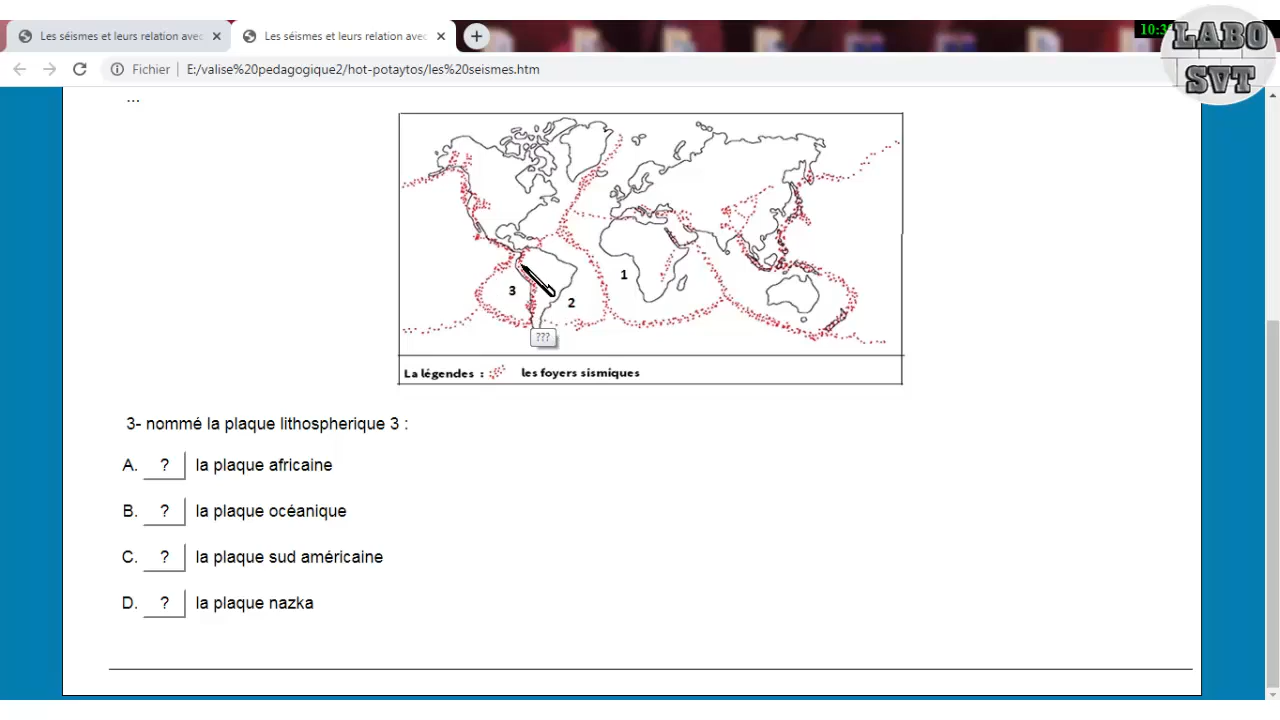 Les séismes et leurs relation avec
Les séismes et leurs relation avec
10:3
LABO
SVT
Fichier
E:/valise%20pedagogique2/hot-potaytos/les%20seismes.htm
...
1
2
3
???
La légendes : les foyers sismiques
3- nommé la plaque lithospherique 3 :
A. ? la plaque africaine
B. ? la plaque océanique
C. ? la plaque sud américaine
D. ? la plaque nazka